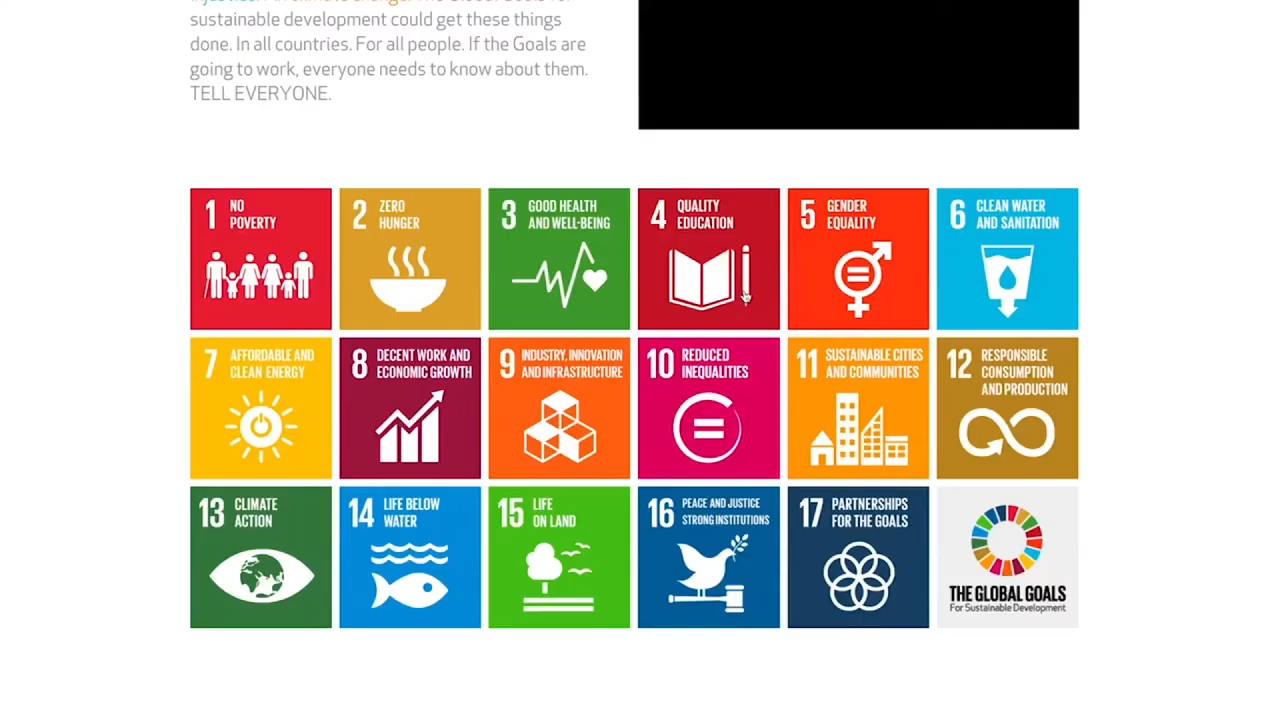 sustainable development could get these things
done. In all countries. For all people. If the Goals are
going to work, everyone needs to know about them.
TELL EVERYONE.
1 NO
POVERTY
2 ZERO
HUNGER
3 GOOD HEALTH
AND WELL-BEING
4 QUALITY
EDUCATION
5 GENDER
EQUALITY
6 CLEAN WATER
AND SANITATION
7 AFFORDABLE AND
CLEAN ENERGY
8 DECENT WORK AND
ECONOMIC GROWTH
9 INDUSTRY, INNOVATION
AND INFRASTRUCTURE
10 REDUCED
INEQUALITIES
11 SUSTAINABLE CITIES
AND COMMUNITIES
12 RESPONSIBLE
CONSUMPTION
AND PRODUCTION
13 CLIMATE
ACTION
14 LIFE BELOW
WATER
15 LIFE
ON LAND
16 PEACE AND JUSTICE
STRONG INSTITUTIONS
17 PARTNERSHIPS
FOR THE GOALS
THE GLOBAL GOALS
For Sustainable Development